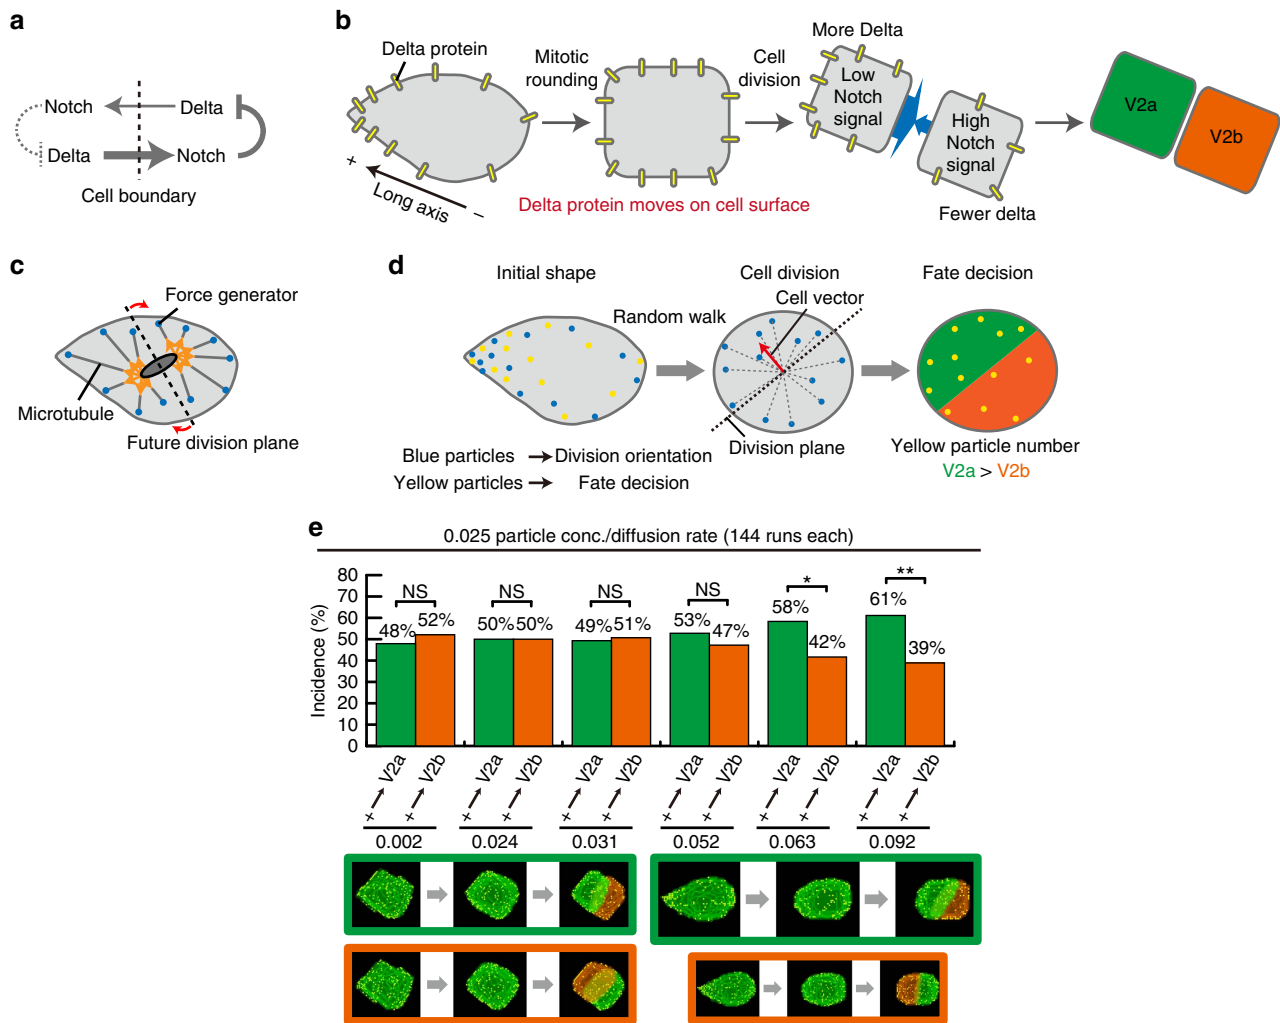 a
Notch
Delta
Delta
Notch
Cell boundary
b
Delta protein
+
Long axis
–
Mitotic
rounding
Delta protein moves on cell surface
Cell
division
More Delta
Low
Notch
signal
High
Notch
signal
Fewer delta
V2a
V2b
c
Force generator
Microtubule
Future division plane
d
Initial shape
Random walk
Cell division
Cell vector
Division plane
Fate decision
Yellow particle number
V2a > V2b
Blue particles
Division orientation
Yellow particles
Fate decision
e
0.025 particle conc./diffusion rate (144 runs each)
Incidence (%)
80
70
60
50
40
30
20
10
0
NS
NS
NS
NS
*
**
48%
52%
50%
50%
49%
51%
53%
47%
58%
42%
61%
39%
V2a
V2b
V2a
V2b
V2a
V2b
V2a
V2b
V2a
V2b
V2a
V2b
+ + + + + + + + + + + +
0.002
0.024
0.031
0.052
0.063
0.092